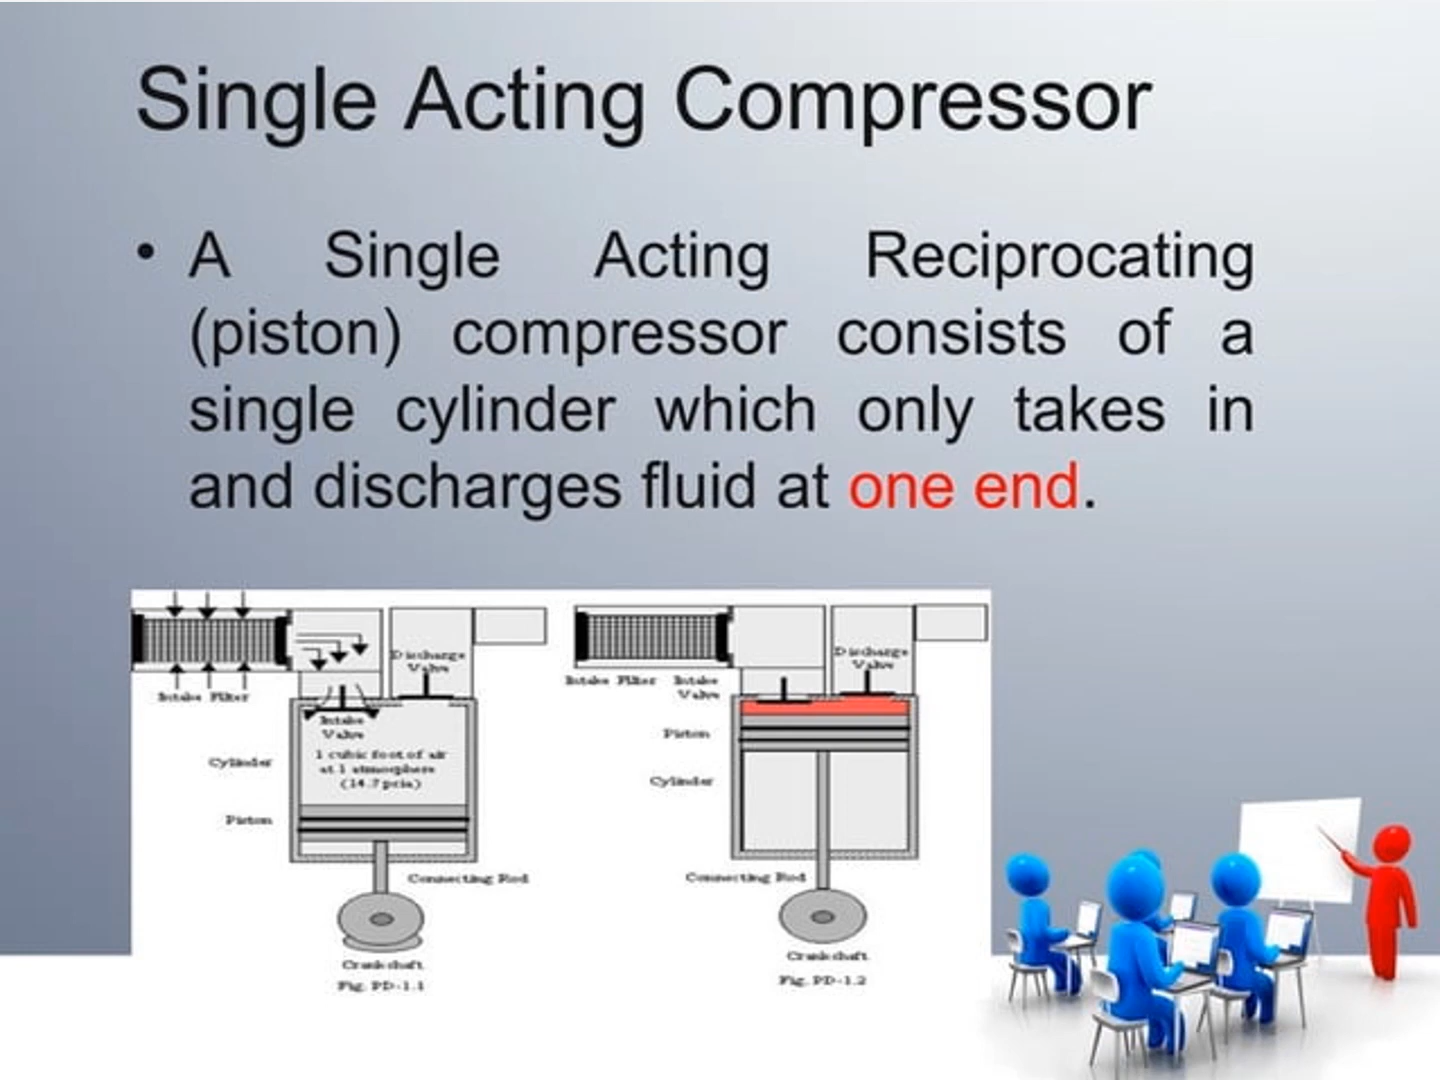 Single Acting Compressor
• A Single Acting Reciprocating
(piston) compressor consists of a
single cylinder which only takes in
and discharges fluid at one end.
Discharge
Valve
Intake Filter
Intake
Valve
Cylinder
1 cubic foot of air
at 1 atmosphere
(14.7 psia)
Piston
Connecting Rod
Crankshaft
Fig. PD-1.1
Discharge
Valve
Intake Filter
Intake
Valve
Piston
Cylinder
Connecting Rod
Crankshaft
Fig. PD-1.2